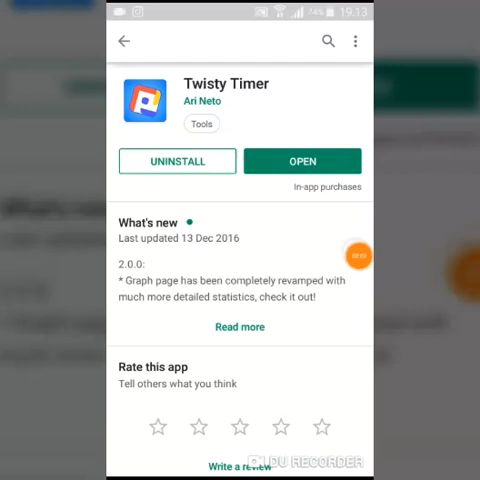 74% 19.13
Twisty Timer
Ari Neto
Tools
UNINSTALL
OPEN
In-app purchases
What's new
Last updated 13 Dec 2016
2.0.0:
* Graph page has been completely revamped with
much more detailed statistics, check it out!
Read more
Rate this app
Tell others what you think
Write a review
DU RECORDER